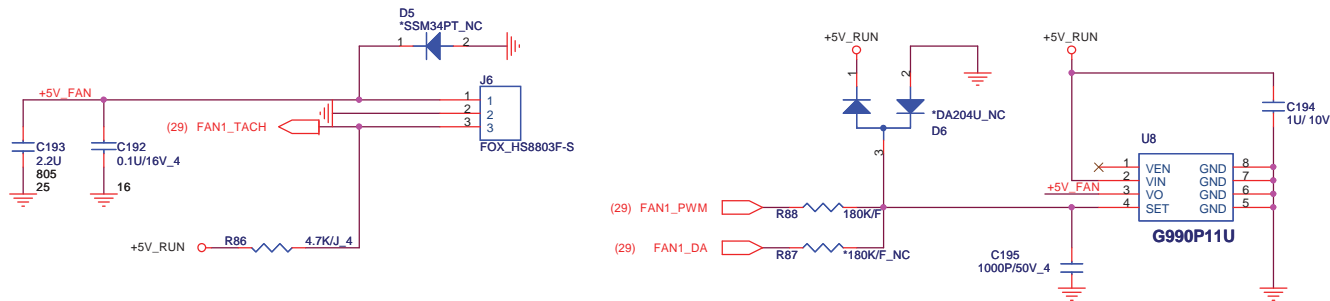 D5
*SSM34PT_NC
1
2
+5V_FAN
J6
1 1
2 2
3 3
FOX_HS8803F-S
(29) FAN1_TACH
C193
2.2U
805
25
C192
0.1U/16V_4
16
+5V_RUN
R86
4.7K/J_4
+5V_RUN
1
2
*DA204U_NC
D6
3
(29) FAN1_PWM
R88
180K/F
(29) FAN1_DA
R87
*180K/F_NC
C195
1000P/50V_4
+5V_RUN
C194
1U/ 10V
U8
1 VEN GND 8
2 VIN GND 7
+5V_FAN 3 VO GND 6
4 SET GND 5
G990P11U